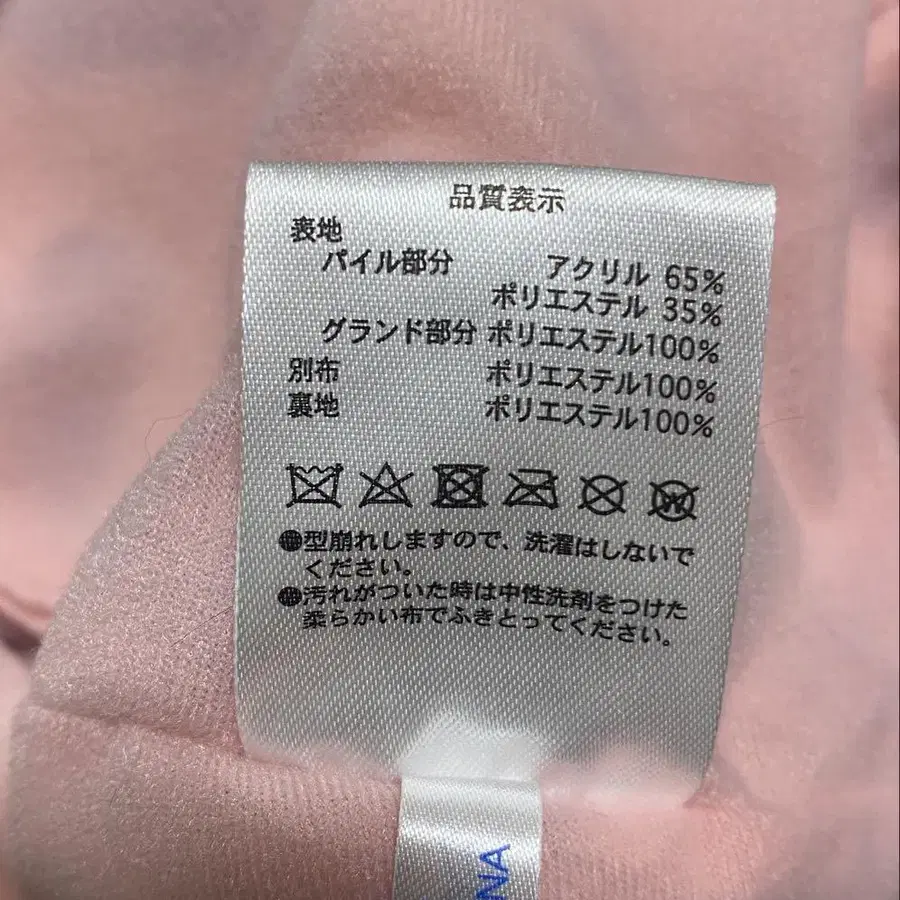 品質表示
表地
パイル部分 アクリル 65%
ポリエステル 35%
グランド部分 ポリエステル100%
別布 ポリエステル100%
裏地 ポリエステル100%
W
●型崩れしますので、洗濯はしないで
ください。
●汚れがついた時は中性洗剤をつけた
柔らかい布でふきとってください。
NA